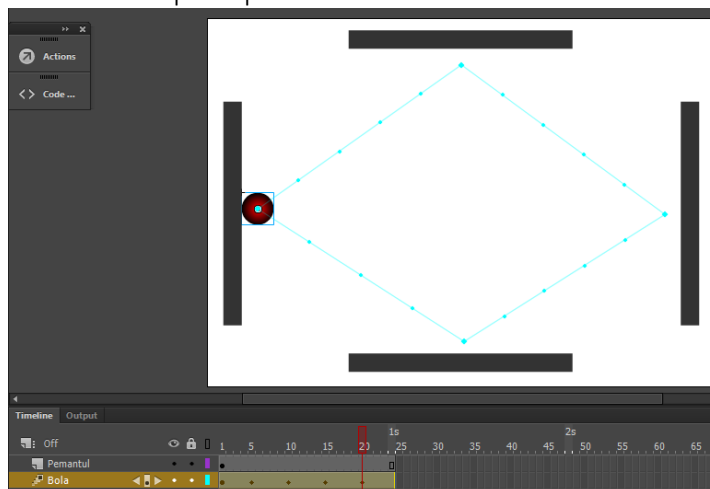 Actions
Code ...
Timeline Output
Off
1s 2s
1 5 10 15 20 25 30 35 40 45 50 55 60 65
Pemantul
Bola